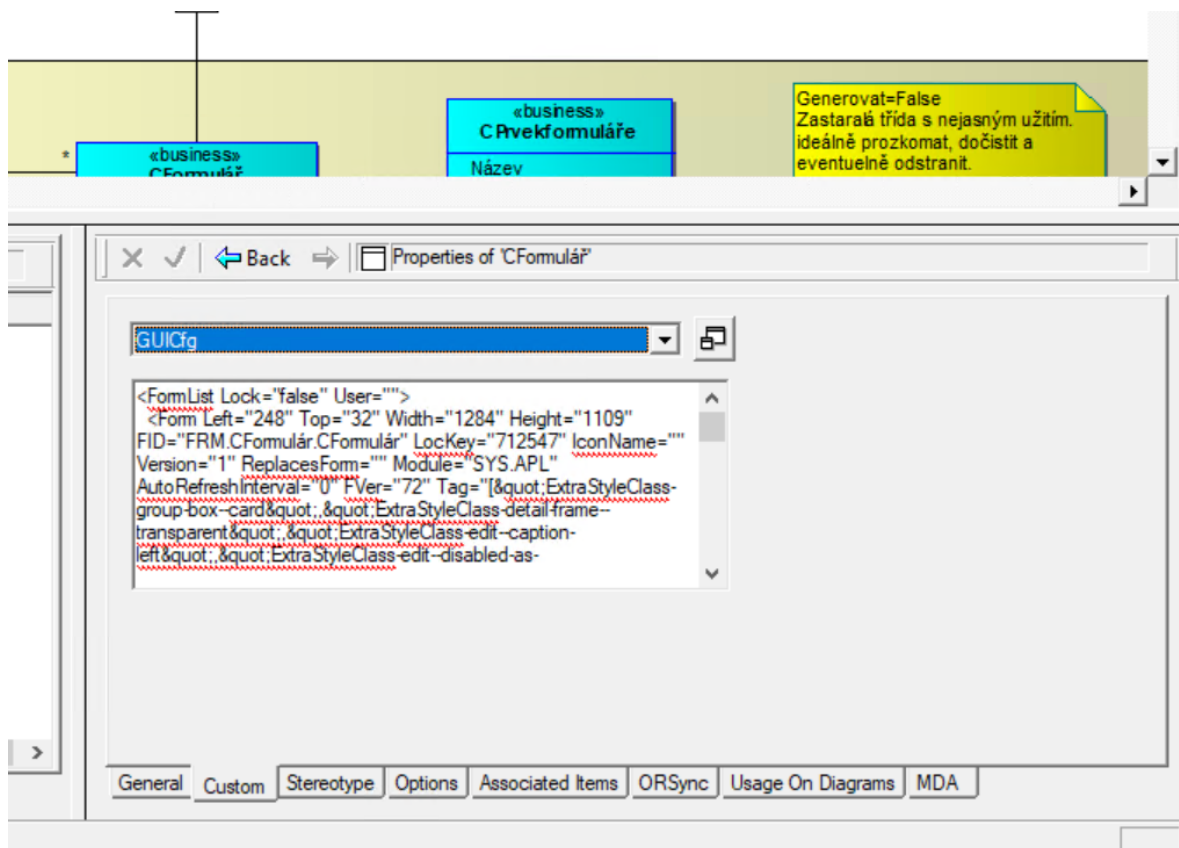 *
«business»
CFormulář
«business»
CPrvekformuláře
Název
Generovat=False
Zastaralá třída s nejasným užitím.
ideálně prozkomat, dočistit a
eventuelně odstranit.
Back
Properties of 'CFormulář'
GUICfg
<FormList Lock="false" User="">
<Form Left="248" Top="32" Width="1284" Height="1109"
FID="FRM.CFormulár.CFormulár" LocKey="712547" IconName=""
Version="1" ReplacesForm="" Module="SYS.APL"
AutoRefreshInterval="0" FVer="72" Tag="[&quot;ExtraStyleClass-
group-box--card&quot;,&quot;ExtraStyleClass-detail-frame--
transparent&quot;,&quot;ExtraStyleClass-edit--caption-
left&quot;,&quot;ExtraStyleClass-edit--disabled-as-
General Custom Stereotype Options Associated Items ORSync Usage On Diagrams MDA